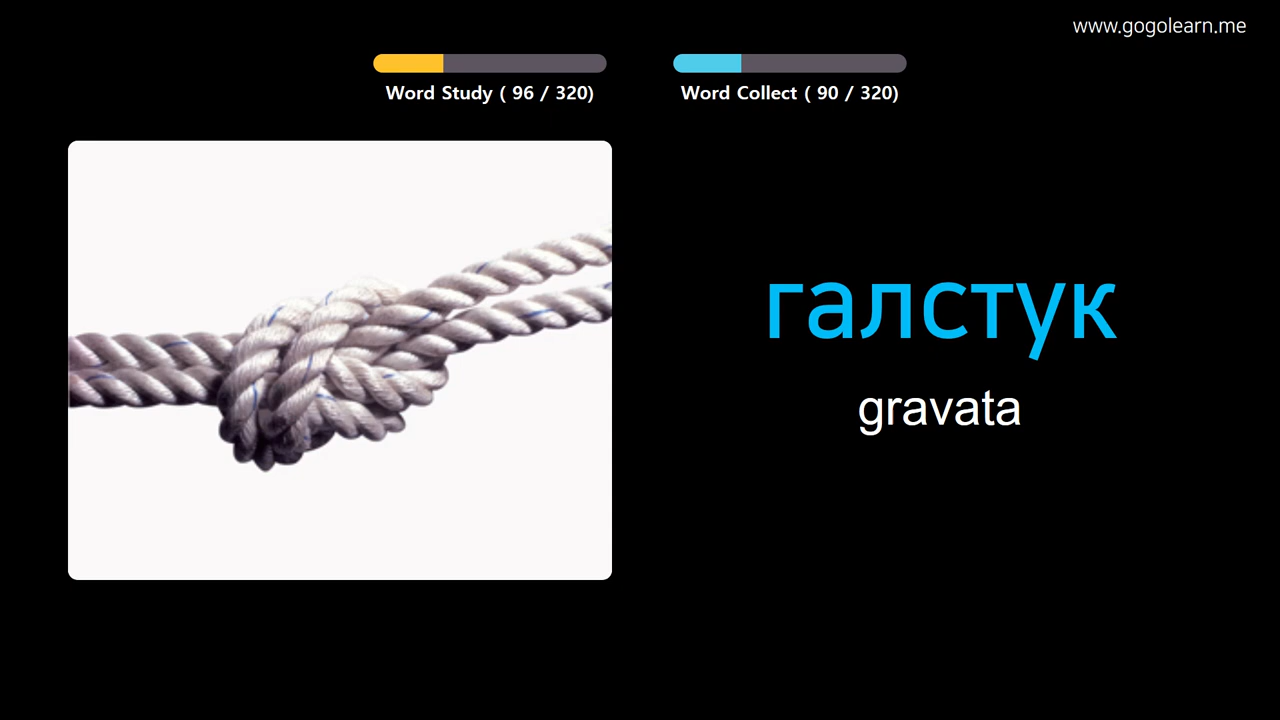 www.gogolearn.me
Word Study ( 96 / 320)
Word Collect ( 90 / 320)
галстук
gravata